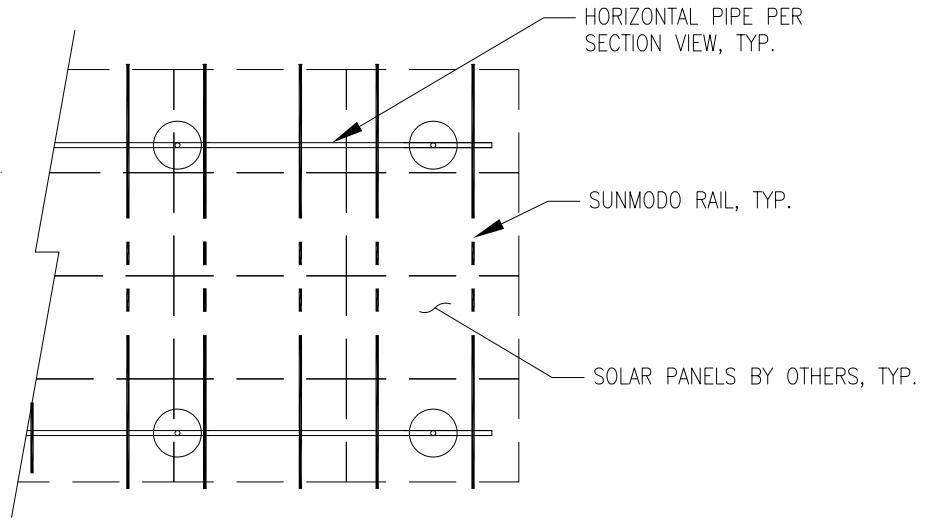 HORIZONTAL PIPE PER
SECTION VIEW, TYP.
SUNMODO RAIL, TYP.
SOLAR PANELS BY OTHERS, TYP.